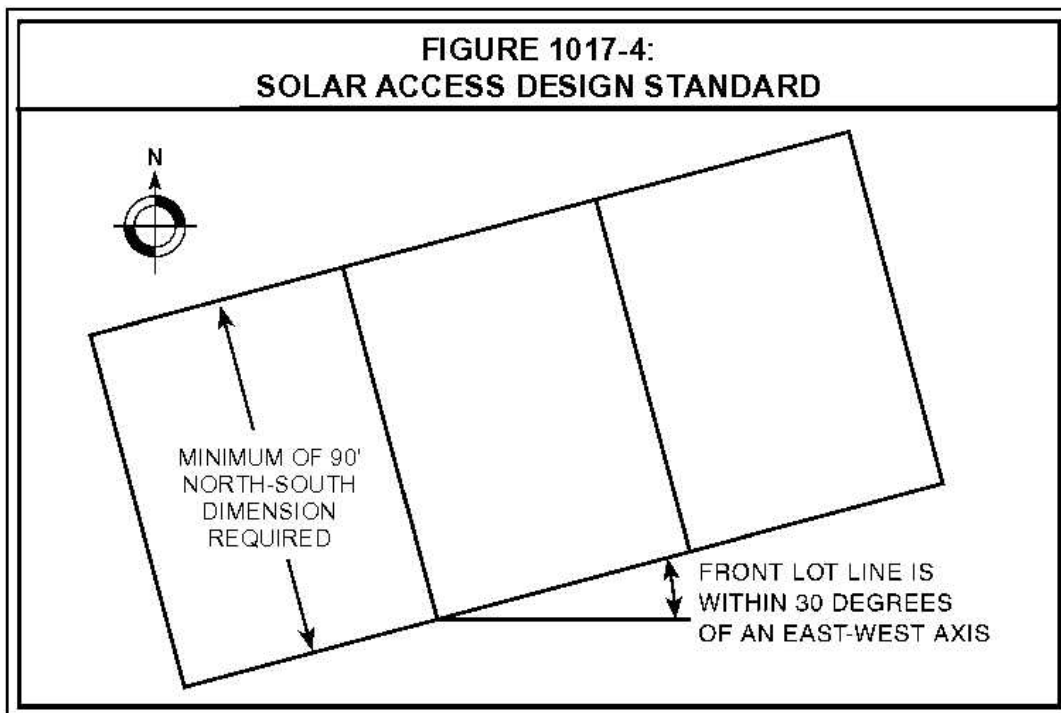 FIGURE 1017-4:
SOLAR ACCESS DESIGN STANDARD
N
MINIMUM OF 90'
NORTH-SOUTH
DIMENSION
REQUIRED
FRONT LOT LINE IS
WITHIN 30 DEGREES
OF AN EAST-WEST AXIS